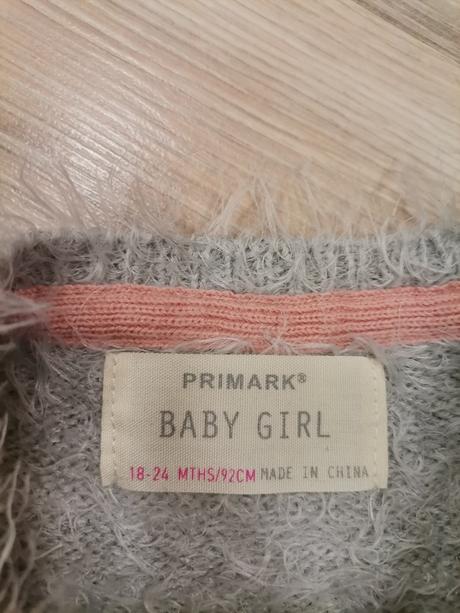 PRIMARK®
BABY GIRL
18-24 MTHS/92CM MADE IN CHINA